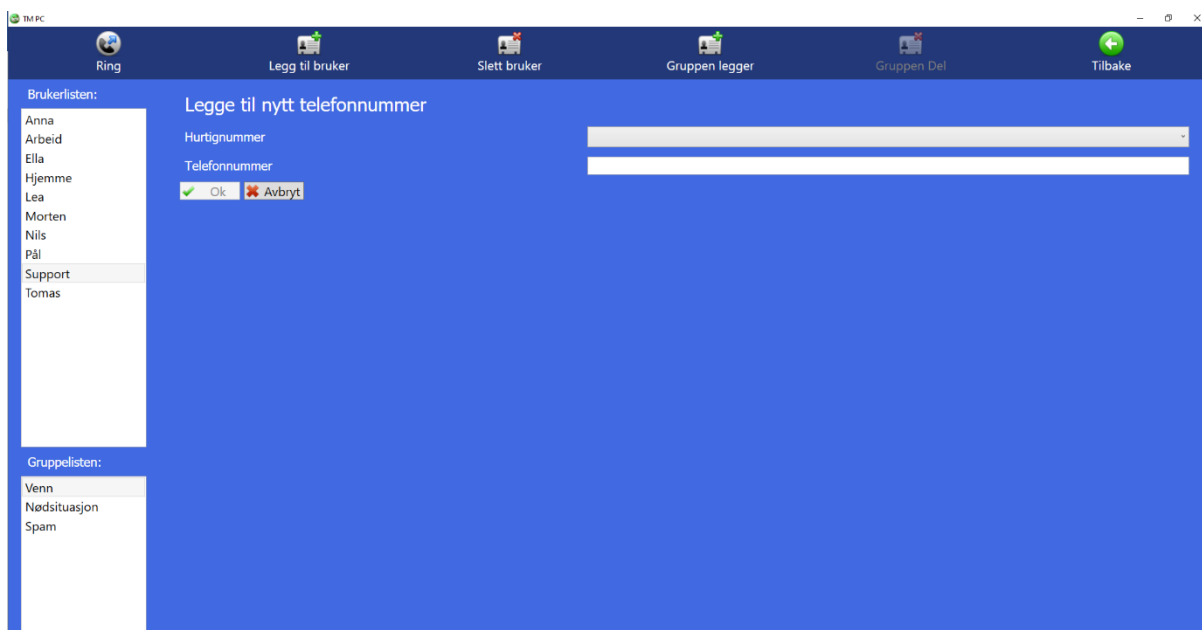 TM PC
Ring
Legg til bruker
Slett bruker
Gruppen legger
Gruppen Del
Tilbake
Brukerlisten:
Anna
Arbeid
Ella
Hjemme
Lea
Morten
Nils
Pål
Support
Tomas
Gruppelisten:
Venn
Nødsituasjon
Spam
Legge til nytt telefonnummer
Hurtignummer
Telefonnummer
Ok Avbryt